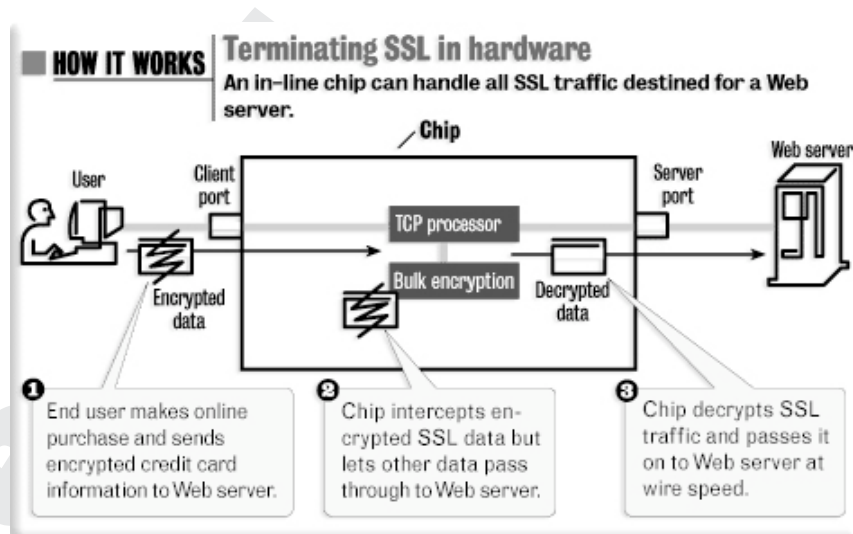 HOW IT WORKS
Terminating SSL in hardware
An in-line chip can handle all SSL traffic destined for a Web
server.
Chip
User
Client
port
Server
port
Web server
TCP processor
Bulk encryption
Encrypted
data
Decrypted
data
1
End user makes online
purchase and sends
encrypted credit card
information to Web server.
2
Chip intercepts en-
crypted SSL data but
lets other data pass
through to Web server.
3
Chip decrypts SSL
traffic and passes it
on to Web server at
wire speed.